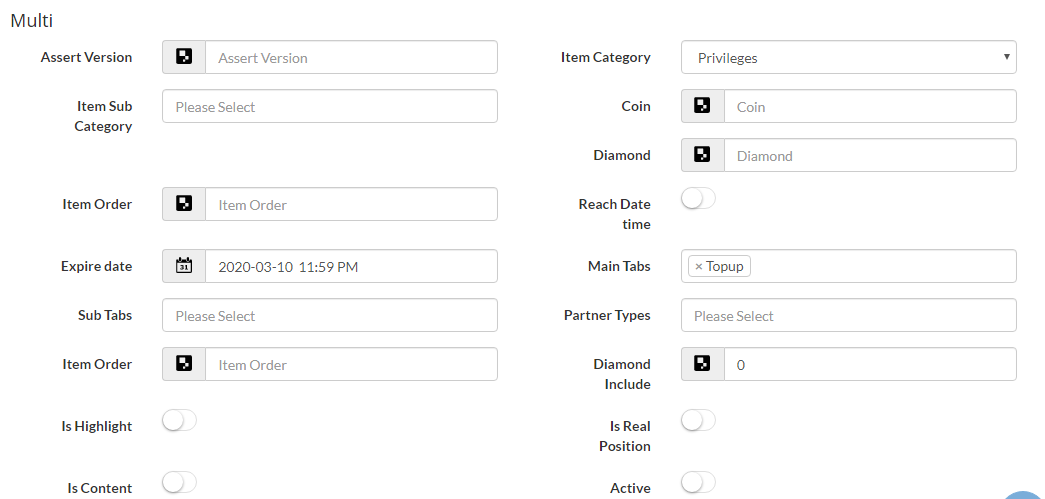 Multi
Assert Version
Assert Version
Item Category
Privileges
Item Sub
Category
Please Select
Coin
Coin
Diamond
Diamond
Item Order
Item Order
Reach Date
time
Expire date
31
2020-03-10 11:59 PM
Main Tabs
× Topup
Sub Tabs
Please Select
Partner Types
Please Select
Item Order
Item Order
Diamond
Include
0
Is Highlight
Is Real
Position
Is Content
Active